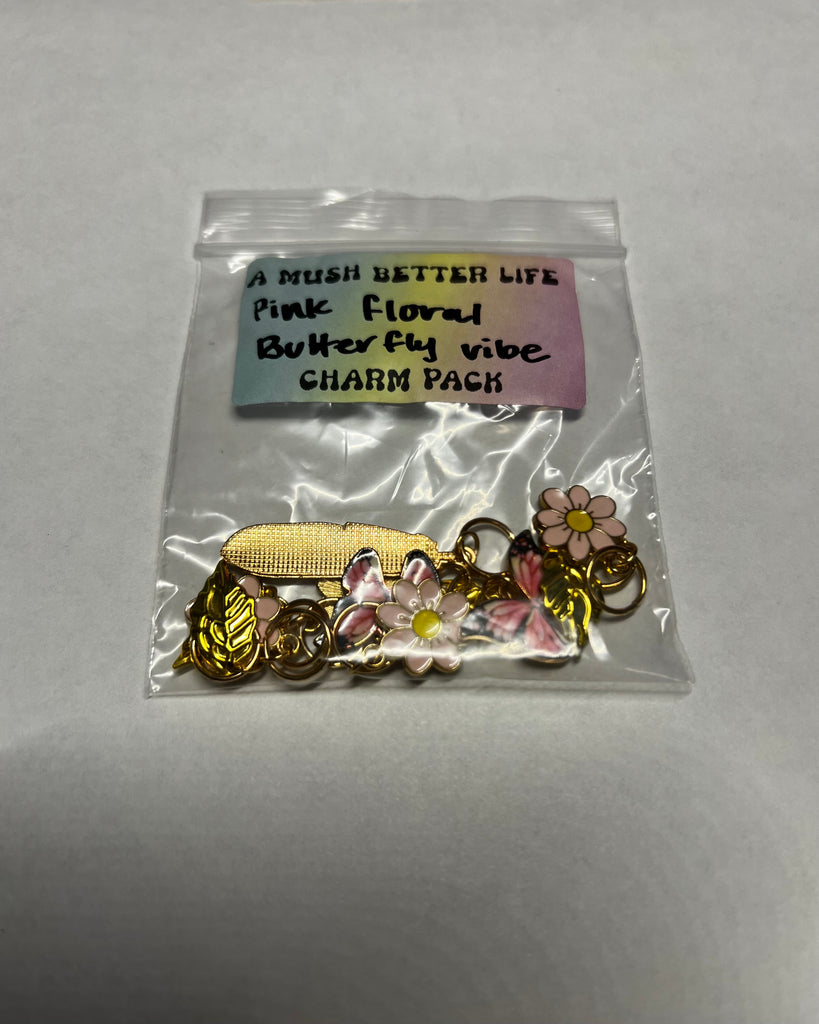 A MUSH BETTER LIFE
Pink floral
Butterfly vibe
CHARM PACK